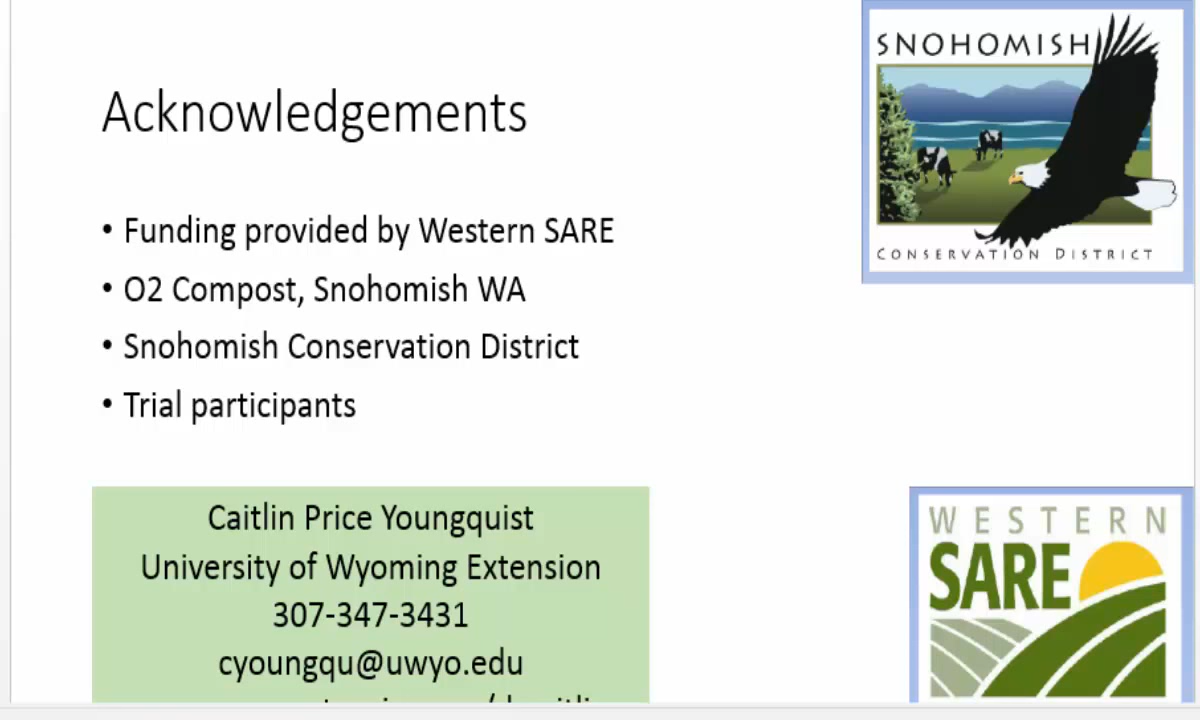 SNOHOMISH
Acknowledgements
• Funding provided by Western SARE
• O2 Compost, Snohomish WA
• Snohomish Conservation District
• Trial participants
CONSERVATION DISTRICT
Caitlin Price Youngquist
University of Wyoming Extension
307-347-3431
cyoungqu@uwyo.edu
WESTERN
SARE